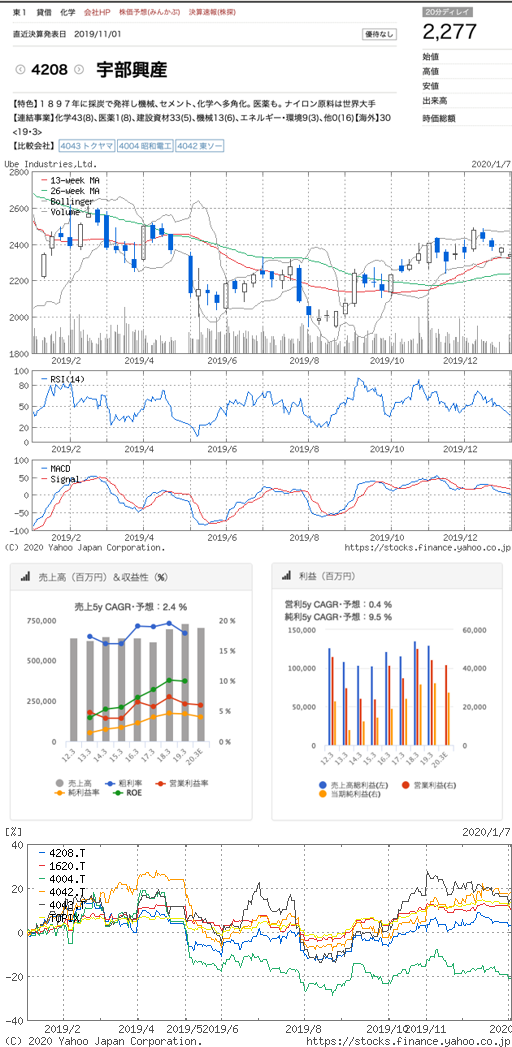 東1 貸借 化学 会社HP 株価予想(みんかぶ) 決算速報(株探)
直近決算発表日 2019/11/01 優待なし
4208 宇部興産
20分ディレイ
2,277
始値
高値
安値
出来高
時価総額
【特色】１８９７年に採炭で発祥し機械、セメント、化学へ多角化。医薬も。ナイロン原料は世界大手
【連結事業】化学43(8)、医薬1(8)、建設資材33(5)、機械13(6)、エネルギー・環境9(3)、他0(16)【海外】30
<19・3>
【比較会社】 4043 トクヤマ 4004 昭和電工 4042 東ソー
Ube Industries,Ltd. 2020/1/7
2800
2600
2400
2200
2000
1800
13-week MA
26-week MA
Bollinger
Volume
2019/2 2019/4 2019/6 2019/8 2019/10 2019/12
100
50
0
RSI(14)
2019/2 2019/4 2019/6 2019/8 2019/10 2019/12
100
50
0
-50
-100
MACD
Signal
2019/2 2019/4 2019/6 2019/8 2019/10 2019/12
(C) 2020 Yahoo Japan Corporation. https://stocks.finance.yahoo.co.jp
売上高（百万円）＆収益性（%）
売上5y CAGR・予想：2.4 %
750,000
500,000
250,000
0
20 %
15 %
10 %
5 %
0 %
12.3 13.3 14.3 15.3 16.3 17.3 18.3 19.3 20.3E
売上高 粗利率 営業利益率
純利益率 ROE
利益（百万円）
営利5y CAGR・予想：0.4 %
純利5y CAGR・予想：9.5 %
150,000
100,000
50,000
0
60,000
40,000
20,000
0
12.3 13.3 14.3 15.3 16.3 17.3 18.3 19.3 20.3E
売上高総利益(左) 営業利益(右)
当期純利益(右)
[%] 2020/1/7
40
20
0
-20
-40
4208.T
1620.T
4004.T
4042.T
4043.T
TOPIX
2019/2 2019/4 2019/5 2019/6 2019/8 2019/10 2019/11
(C) 2020 Yahoo Japan Corporation. https://stocks.finance.yahoo.co.jp/